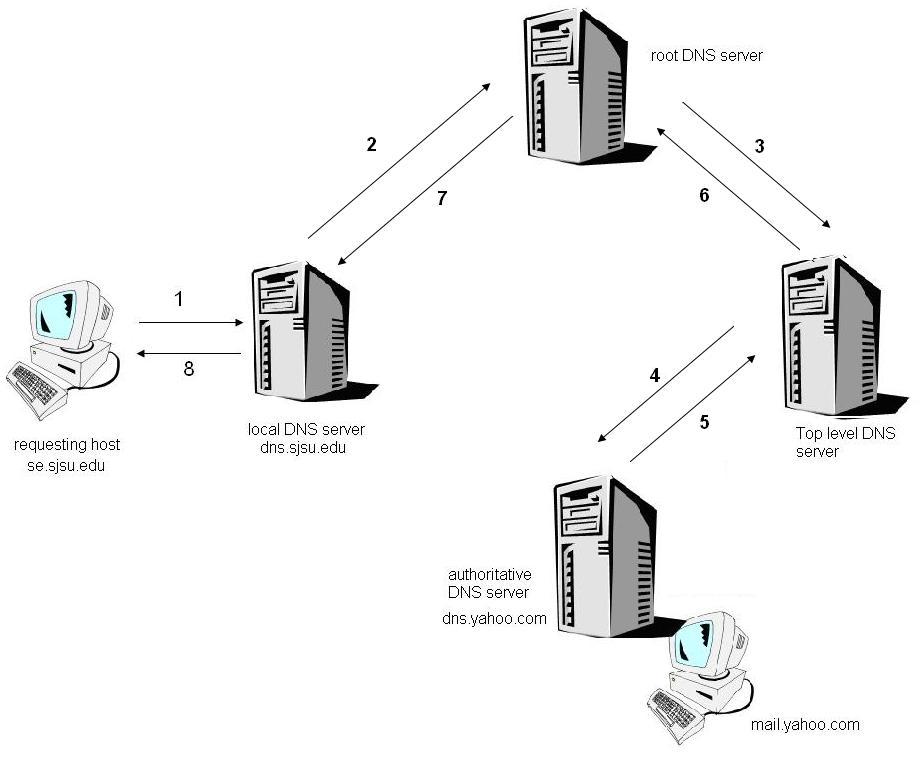 root DNS server
2
3
7
6
1
8
local DNS server
dns.sjsu.edu
requesting host
se.sjsu.edu
4
5
Top level DNS
server
authoritative
DNS server
dns.yahoo.com
mail.yahoo.com